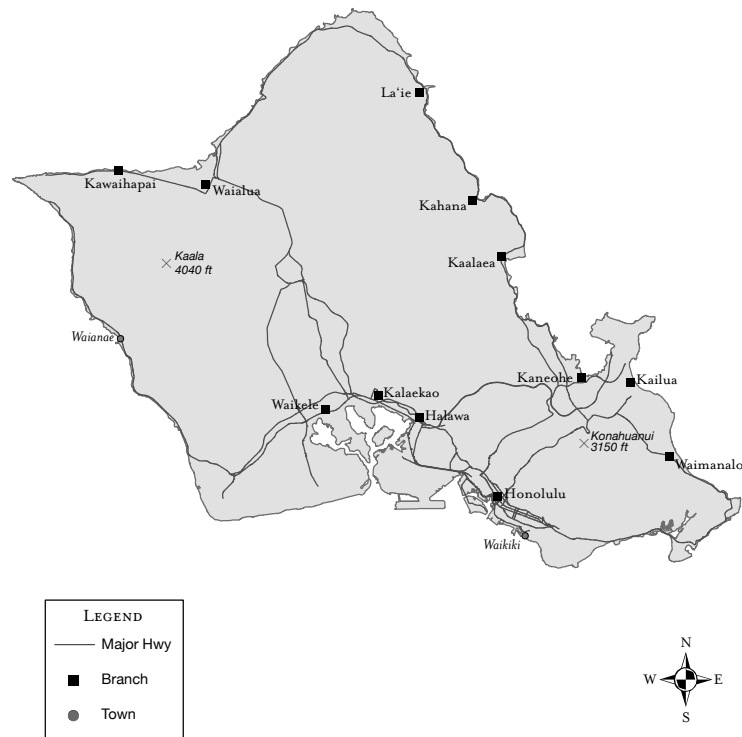 La‘ie
Kawaihapai
Waialua
Kahana
Kaala
4040 ft
Kaalaea
Waianae
Kaneohe
Kailua
Kalaekao
Waikele
Halawa
Konahuanui
3150 ft
Waimanalo
Honolulu
Waikiki
LEGEND
Major Hwy
Branch
Town
N
W E
S